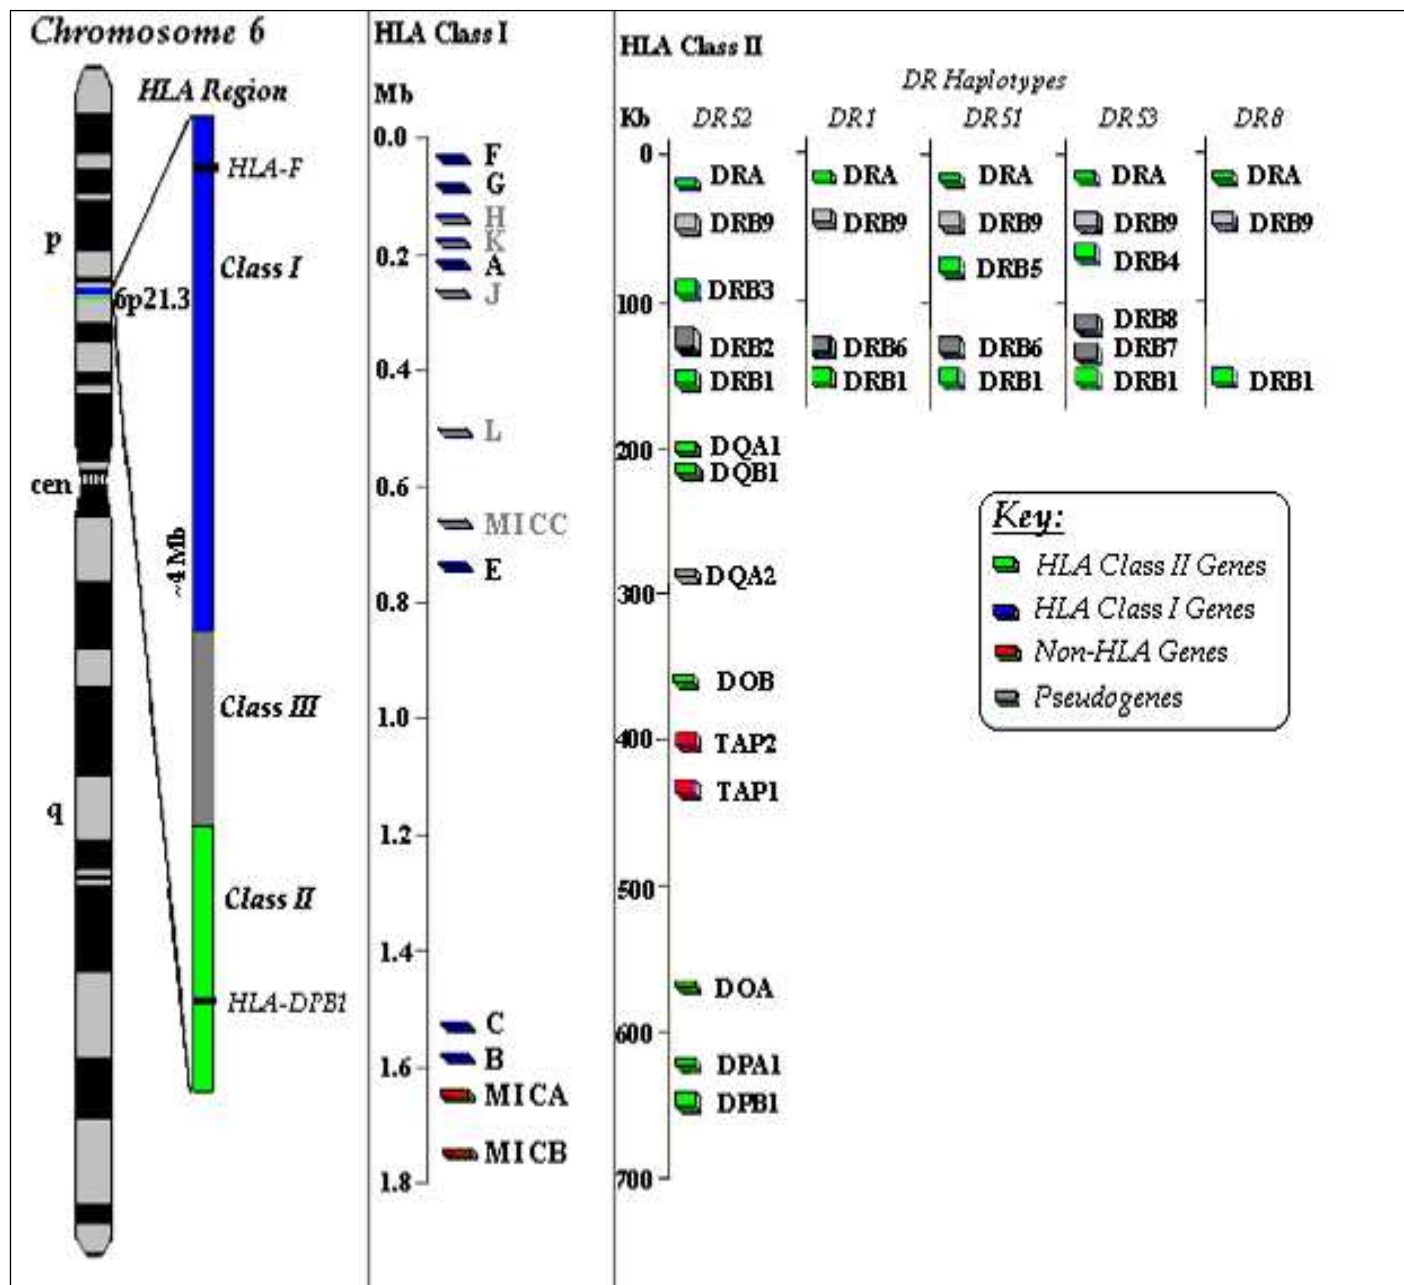 Chromosome 6
HLA Region
HLA-F
p
Class I
6p21.3
cen
~4 Mb
Class III
q
Class II
HLA-DPB1
HLA Class I
Mb
0.0
F
G
H
K
0.2
A
J
0.4
L
0.6
MICC
E
0.8
1.0
1.2
1.4
C
B
1.6
MICA
MICB
1.8
HLA Class II
DR Haplotypes
Kb DR52 DR1 DR51 DR53 DR8
0
DRA DRA DRA DRA DRA
DRB9 DRB9 DRB9 DRB9 DRB9
DRB5 DRB4
DRB3
100
DRB8
DRB2 DRB6 DRB6 DRB7
DRB1 DRB1 DRB1 DRB1 DRB1
200 DQA1
DQB1
DQA2
300
DOB
400 TAP2
TAP1
500
DOA
600
DPA1
DPB1
700
Key:
HLA Class II Genes
HLA Class I Genes
Non-HLA Genes
Pseudogenes